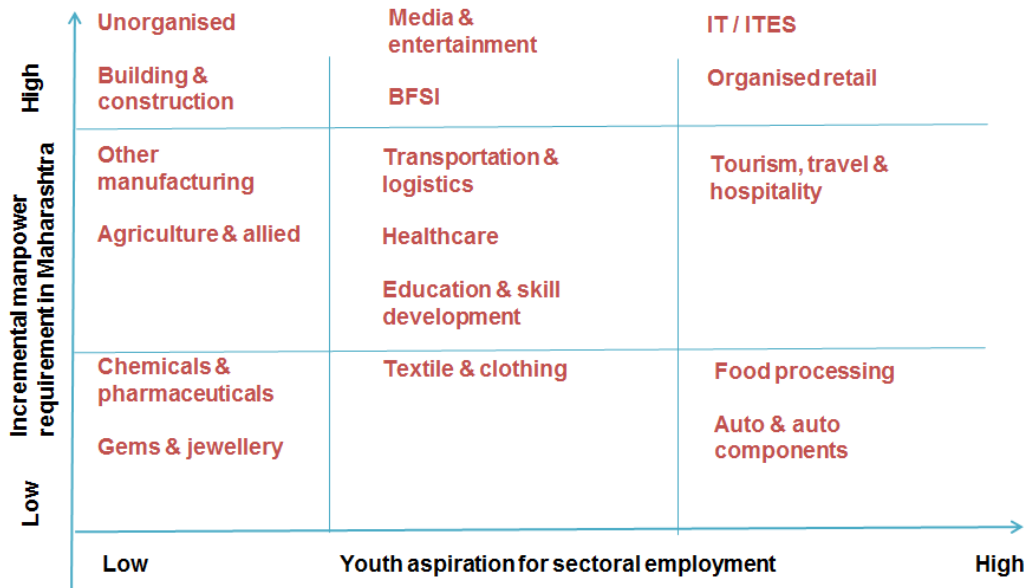 High
Incremental manpower
requirement in Maharashtra
Low
Unorganised
Building &
construction
Media &
entertainment
BFSI
IT / ITES
Organised retail
Other
manufacturing
Agriculture & allied
Transportation &
logistics
Healthcare
Education & skill
development
Tourism, travel &
hospitality
Chemicals &
pharmaceuticals
Gems & jewellery
Textile & clothing
Food processing
Auto & auto
components
Low
Youth aspiration for sectoral employment
High